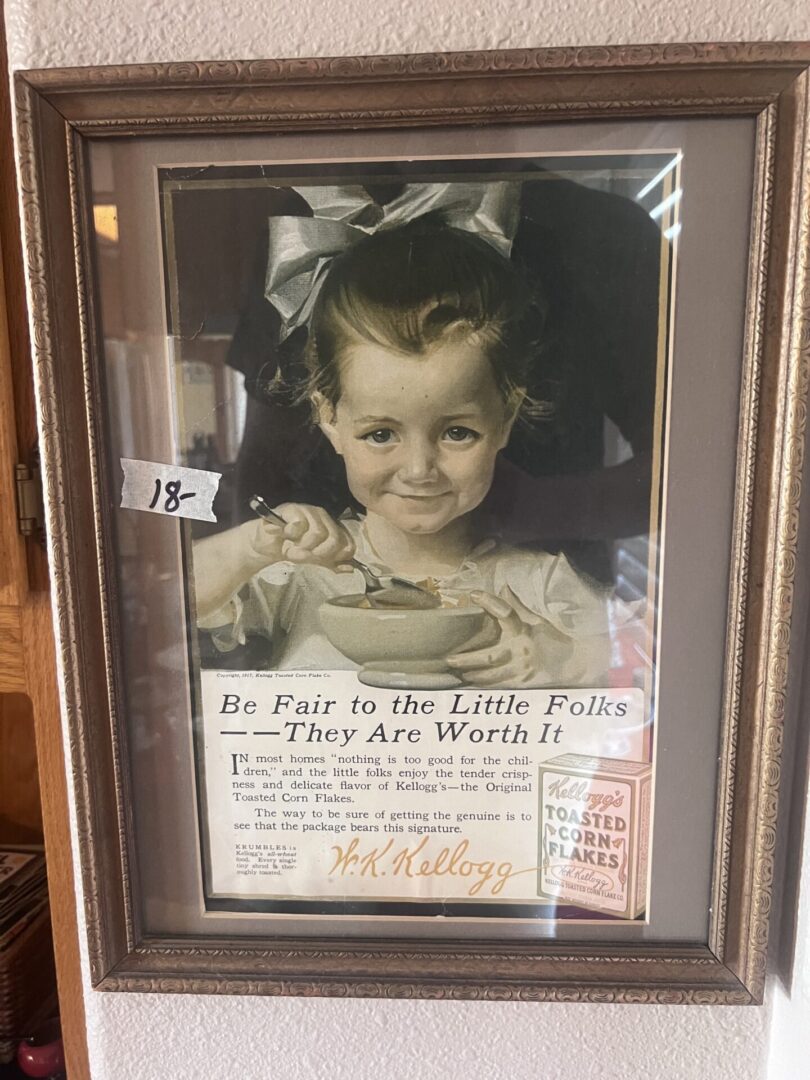 18-
Copyright, 1917, Kellogg Toasted Corn Flake Co.
Be Fair to the Little Folks
——They Are Worth It
IN most homes "nothing is too good for the chil-
dren," and the little folks enjoy the tender crisp-
ness and delicate flavor of Kellogg's—the Original
Toasted Corn Flakes.
The way to be sure of getting the genuine is to
see that the package bears this signature.
KRUMBLES is
Kellogg's all-wheat
food. Every single
tiny shred is thor-
oughly toasted.
W.K.Kellogg
Kellogg's
TOASTED
CORN
FLAKES
W.K.Kellogg
KELLOGG TOASTED CORN FLAKE CO.